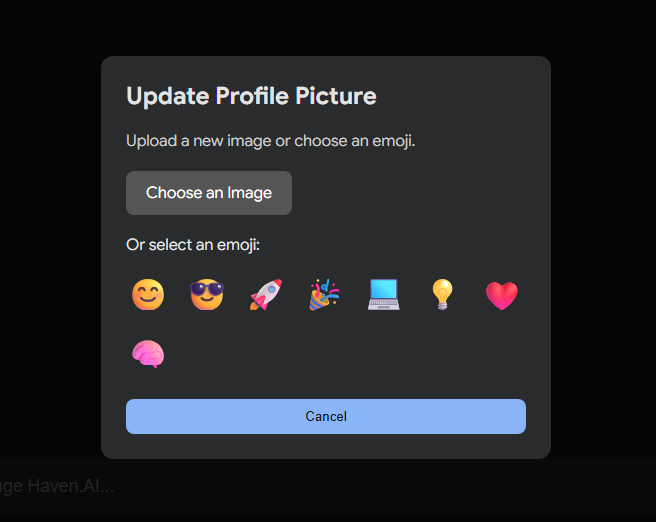 Update Profile Picture
Upload a new image or choose an emoji.
Choose an Image
Or select an emoji:
Cancel
Haven.AI...